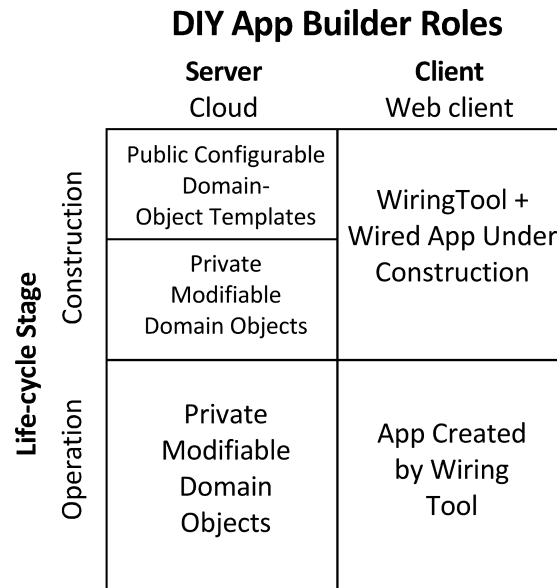 DIY App Builder Roles
Server
Client
Cloud
Web client
Life-cycle Stage
Construction
Public Configurable
Domain-
Object Templates
Private
Modifiable
Domain Objects
WiringTool +
Wired App Under
Construction
Operation
Private
Modifiable
Domain
Objects
App Created
by Wiring
Tool